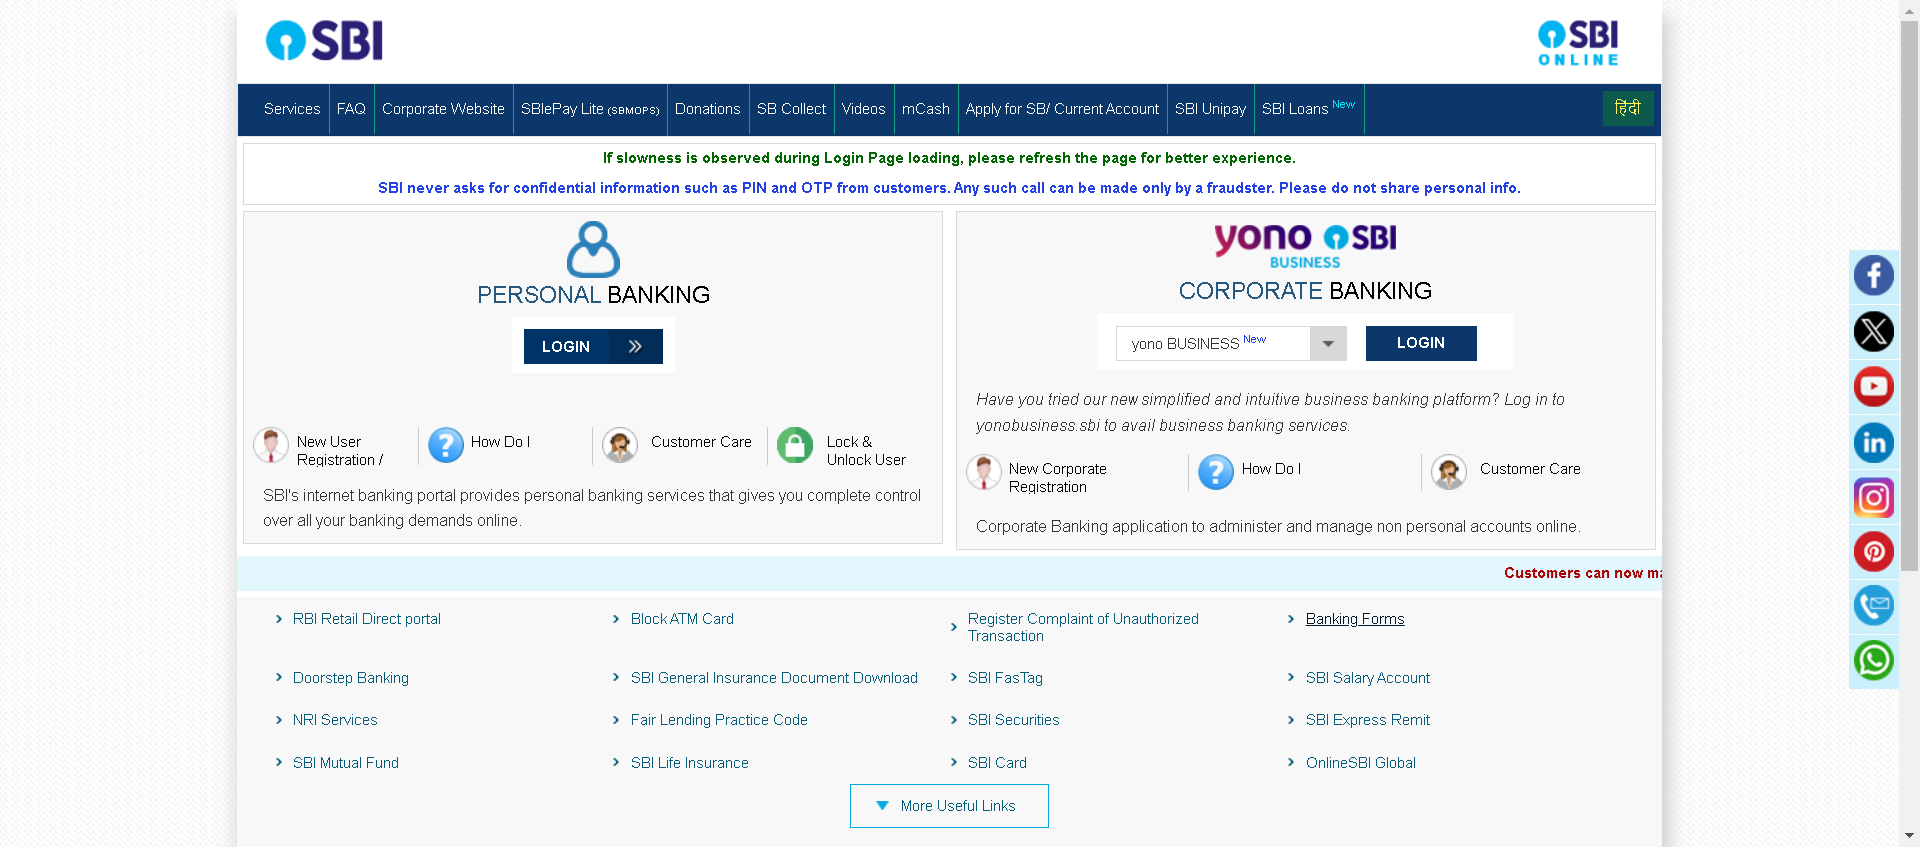 SBI
SBI
ONLINE
Services FAQ Corporate Website SBIePay Lite (SBMOPS) Donations SB Collect Videos mCash Apply for SB/ Current Account SBI Unipay SBI Loans New हिंदी
If slowness is observed during Login Page loading, please refresh the page for better experience.
SBI never asks for confidential information such as PIN and OTP from customers. Any such call can be made only by a fraudster. Please do not share personal info.
PERSONAL BANKING
LOGIN
New User
Registration /
How Do I
Customer Care
Lock &
Unlock User
SBI's internet banking portal provides personal banking services that gives you complete control
over all your banking demands online.
yono SBI
BUSINESS
CORPORATE BANKING
yono BUSINESS New
LOGIN
Have you tried our new simplified and intuitive business banking platform? Log in to
yonobusiness.sbi to avail business banking services.
New Corporate
Registration
How Do I
Customer Care
Corporate Banking application to administer and manage non personal accounts online.
Customers can now ma
RBI Retail Direct portal
Block ATM Card
Register Complaint of Unauthorized
Transaction
Banking Forms
Doorstep Banking
SBI General Insurance Document Download
SBI FasTag
SBI Salary Account
NRI Services
Fair Lending Practice Code
SBI Securities
SBI Express Remit
SBI Mutual Fund
SBI Life Insurance
SBI Card
OnlineSBI Global
More Useful Links